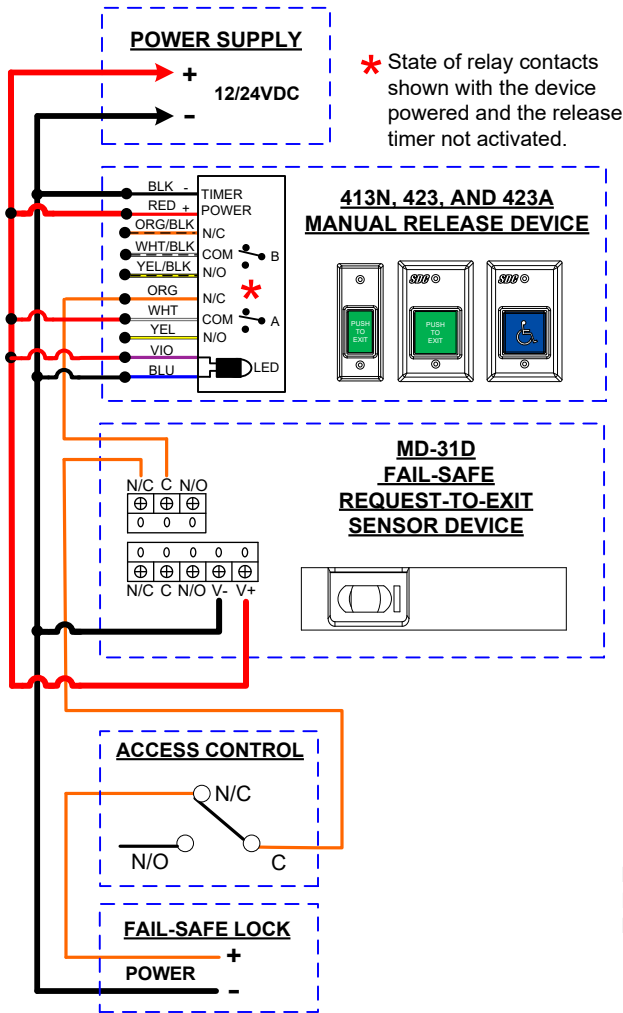 POWER SUPPLY
+
12/24VDC
-
* State of relay contacts
shown with the device
powered and the release
timer not activated.
BLK - TIMER
RED + POWER
ORG/BLK N/C
WHT/BLK COM B
YEL/BLK N/O
ORG N/C *
WHT COM A
YEL N/O
VIO
BLU LED
413N, 423, AND 423A
MANUAL RELEASE DEVICE
PUSH
TO
EXIT
SDC
PUSH
TO
EXIT
SDC
MD-31D
FAIL-SAFE
REQUEST-TO-EXIT
SENSOR DEVICE
N/C C N/O
0 0 0
0 0 0 0 0
N/C C N/O V- V+
ACCESS CONTROL
N/C
N/O C
FAIL-SAFE LOCK
+
POWER
-